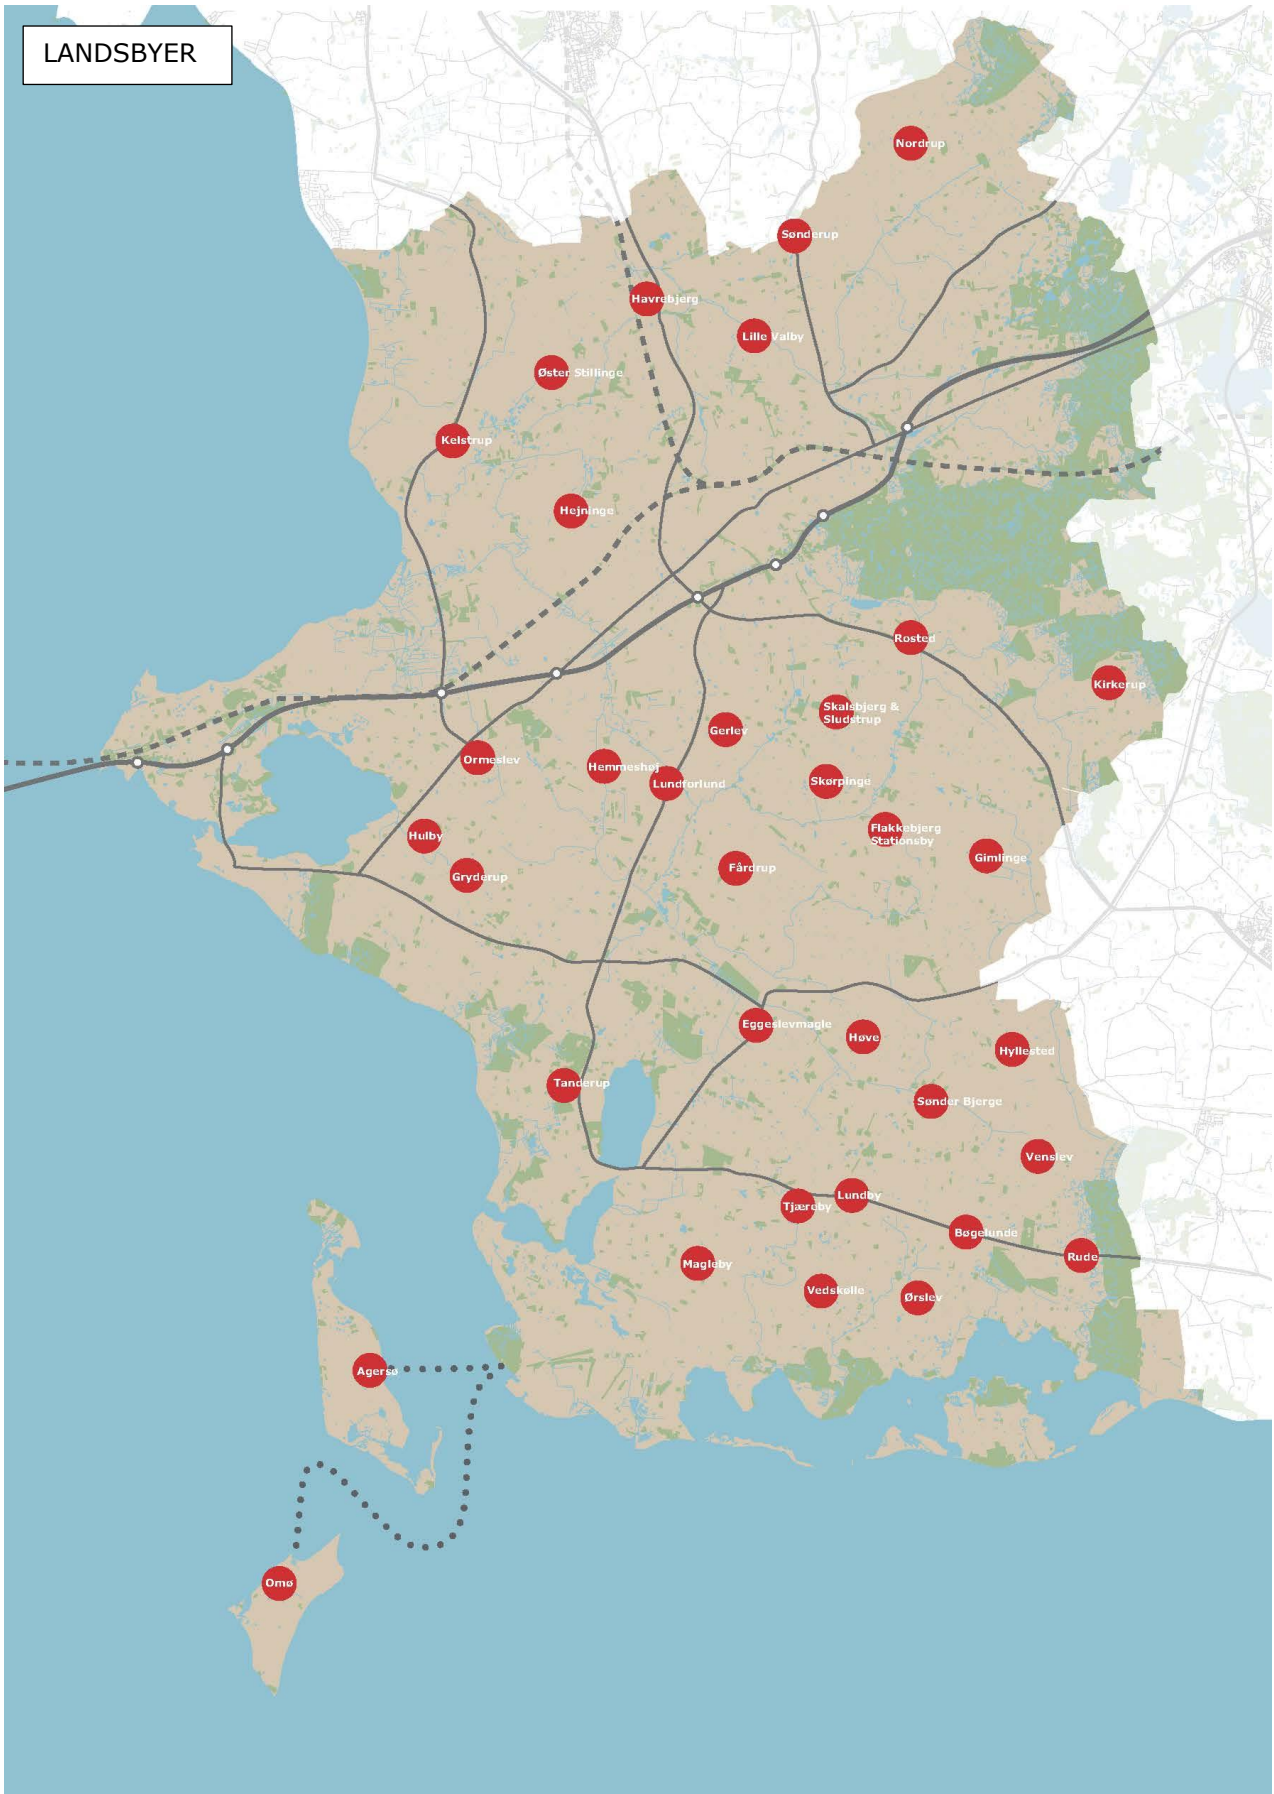 LANDSBYER
Nordrup
Sønderup
Havrebjerg
Lille Valby
Øster Stillinge
Kelstrup
Hejninge
Rosted
Kirkerup
Skalsbjerg &
Sludstrup
Gerlev
Ormeslev
Hemmeshøj
Lundforlund
Skørpinge
Flakkebjerg
Stationsby
Hulby
Gimlinge
Fårdrup
Gryderup
Eggeslevmagle
Høve
Hyllested
Tanderup
Sønder Bjerge
Venslev
Lundby
Tjæreby
Bøgelunde
Rude
Magleby
Vedskølle
Ørslev
Agersø
Omø